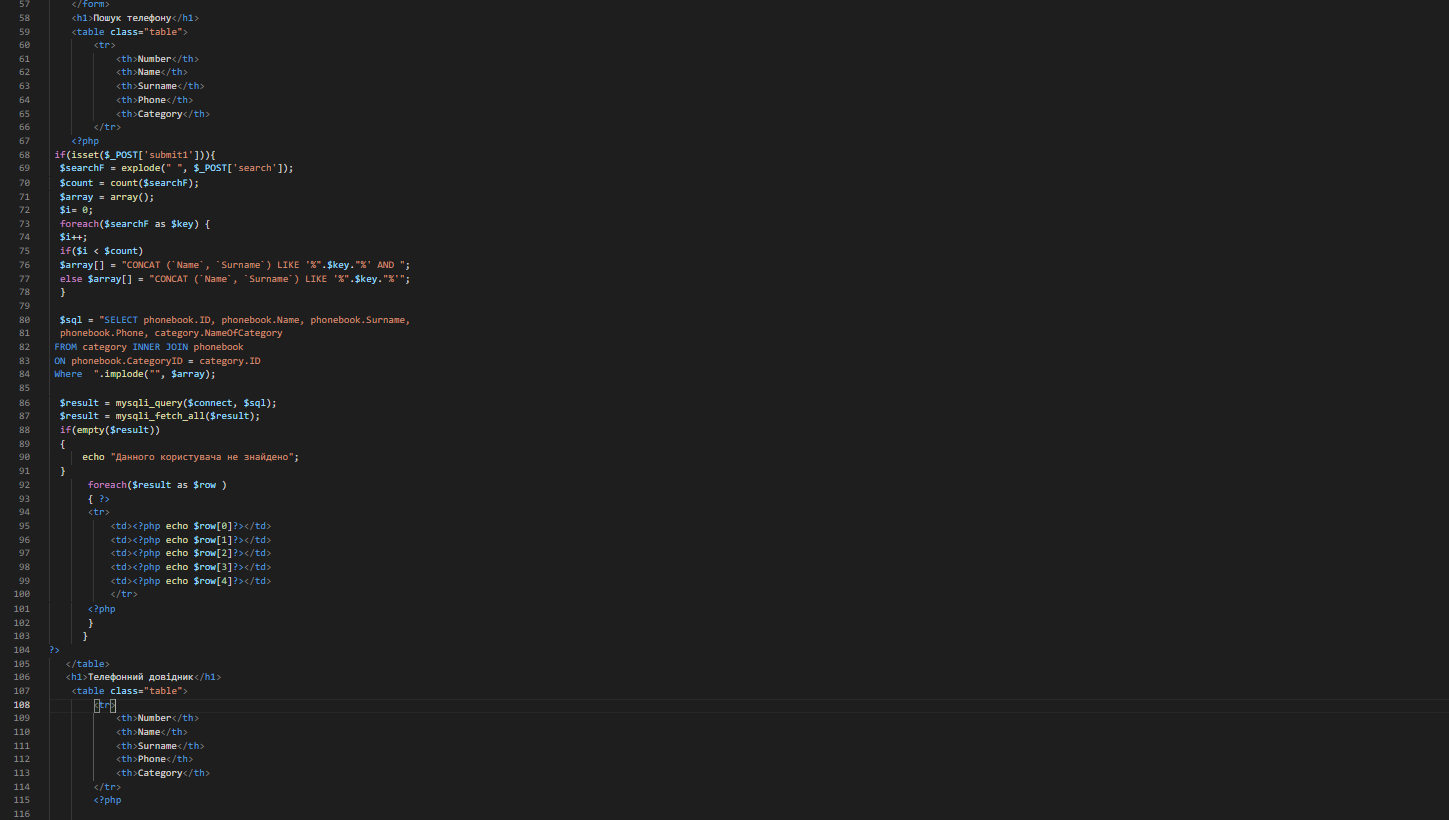 57 </form>
58 <h1>Пошук телефону</h1>
59 <table class="table">
60 <tr>
61 <th>Number</th>
62 <th>Name</th>
63 <th>Surname</th>
64 <th>Phone</th>
65 <th>Category</th>
66 </tr>
67 <?php
68 if(isset($_POST['submit1'])){
69 $searchF = explode(" ", $_POST['search']);
70 $count = count($searchF);
71 $array = array();
72 $i= 0;
73 foreach($searchF as $key) {
74 $i++;
75 if($i < $count)
76 $array[] = "CONCAT (`Name`, `Surname`) LIKE '%".$key."%' AND ";
77 else $array[] = "CONCAT (`Name`, `Surname`) LIKE '%".$key."%'";
78 }
79
80 $sql = "SELECT phonebook.ID, phonebook.Name, phonebook.Surname,
81 phonebook.Phone, category.NameOfCategory
82 FROM category INNER JOIN phonebook
83 ON phonebook.CategoryID = category.ID
84 Where  ".implode("", $array);
85
86 $result = mysqli_query($connect, $sql);
87 $result = mysqli_fetch_all($result);
88 if(empty($result))
89 {
90 echo "Данного користувача не знайдено";
91 }
92 foreach($result as $row )
93 { ?>
94 <tr>
95 <td><?php echo $row[0]?></td>
96 <td><?php echo $row[1]?></td>
97 <td><?php echo $row[2]?></td>
98 <td><?php echo $row[3]?></td>
99 <td><?php echo $row[4]?></td>
100 </tr>
101 <?php
102 }
103 }
104 ?>
105 </table>
106 <h1>Телефонний довідник</h1>
107 <table class="table">
108 <tr>
109 <th>Number</th>
110 <th>Name</th>
111 <th>Surname</th>
112 <th>Phone</th>
113 <th>Category</th>
114 </tr>
115 <?php
116